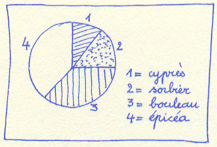 1
4
2
3
1 = cyprès
2 = sorbier
3 = bouleau
4 = épicéa